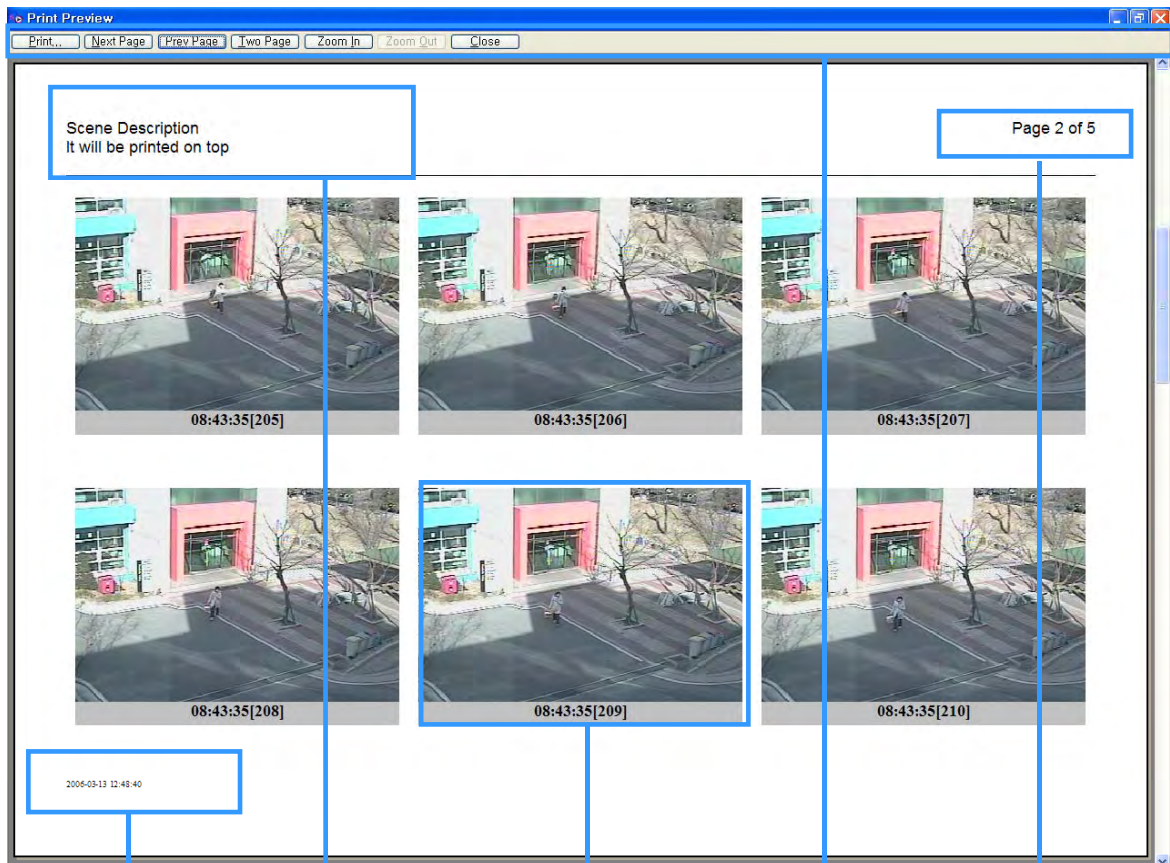 Print Preview
Print... Next Page Prev Page Two Page Zoom In Zoom Out Close
Scene Description
It will be printed on top
Page 2 of 5
08:43:35[205] 08:43:35[206] 08:43:35[207]
08:43:35[208] 08:43:35[209] 08:43:35[210]
2006-03-13 12:48:40